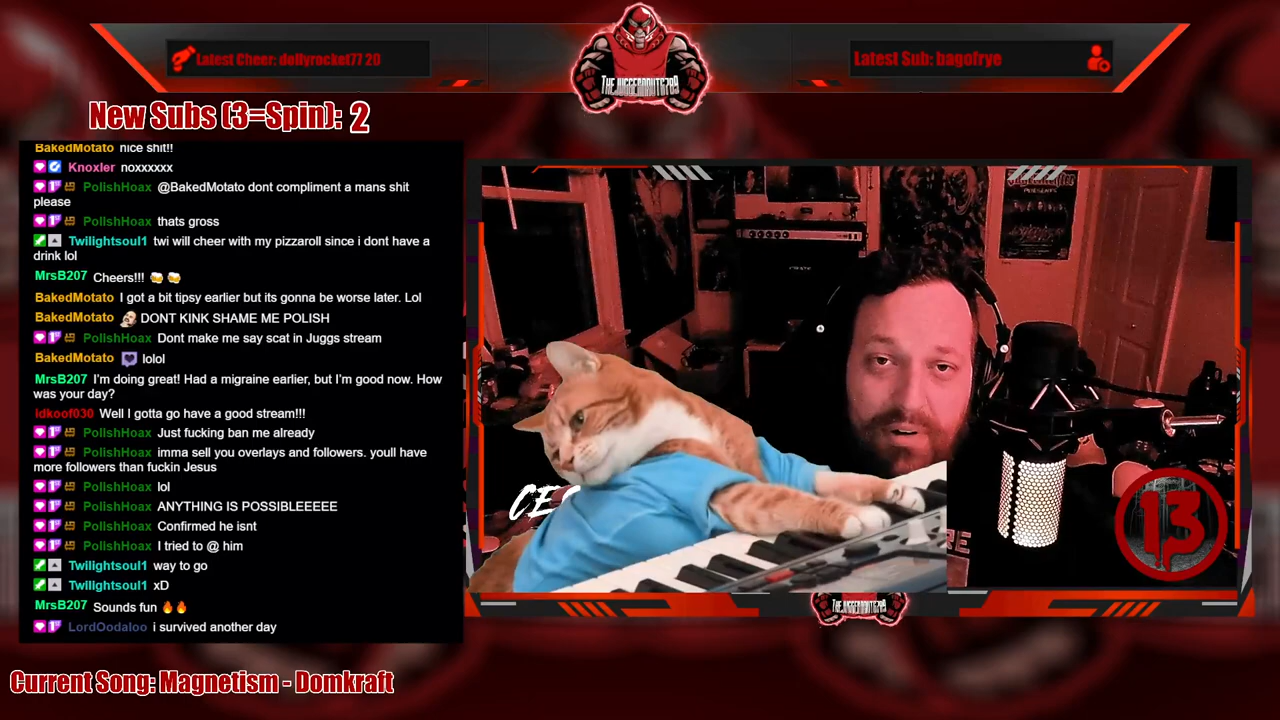 Latest Cheer: dollyrocket77 20
THEJUGGERNAUT6789
Latest Sub: bagofrye
New Subs (3=Spin): 2
BakedMotato nice shit!!
Knoxler noxxxxxx
PolishHoax @BakedMotato dont compliment a mans shit
please
PolishHoax thats gross
Twilightsoul1 twi will cheer with my pizzaroll since i dont have a
drink lol
MrsB207 Cheers!!! 🍻 🍻
BakedMotato I got a bit tipsy earlier but its gonna be worse later. Lol
BakedMotato DONT KINK SHAME ME POLISH
PolishHoax Dont make me say scat in Juggs stream
BakedMotato lolol
MrsB207 I'm doing great! Had a migraine earlier, but I'm good now. How
was your day?
Idkoof030 Well I gotta go have a good stream!!!
PolishHoax Just fucking ban me already
PolishHoax imma sell you overlays and followers. youll have
more followers than fuckin Jesus
PolishHoax lol
PolishHoax ANYTHING IS POSSIBLEEEEE
PolishHoax Confirmed he isnt
PolishHoax I tried to @ him
Twilightsoul1 way to go
Twilightsoul1 xD
MrsB207 Sounds fun 🔥🔥
LordOodaloo i survived another day
13
THEJUGGERNAUT6789
Current Song: Magnetism - Domkraft